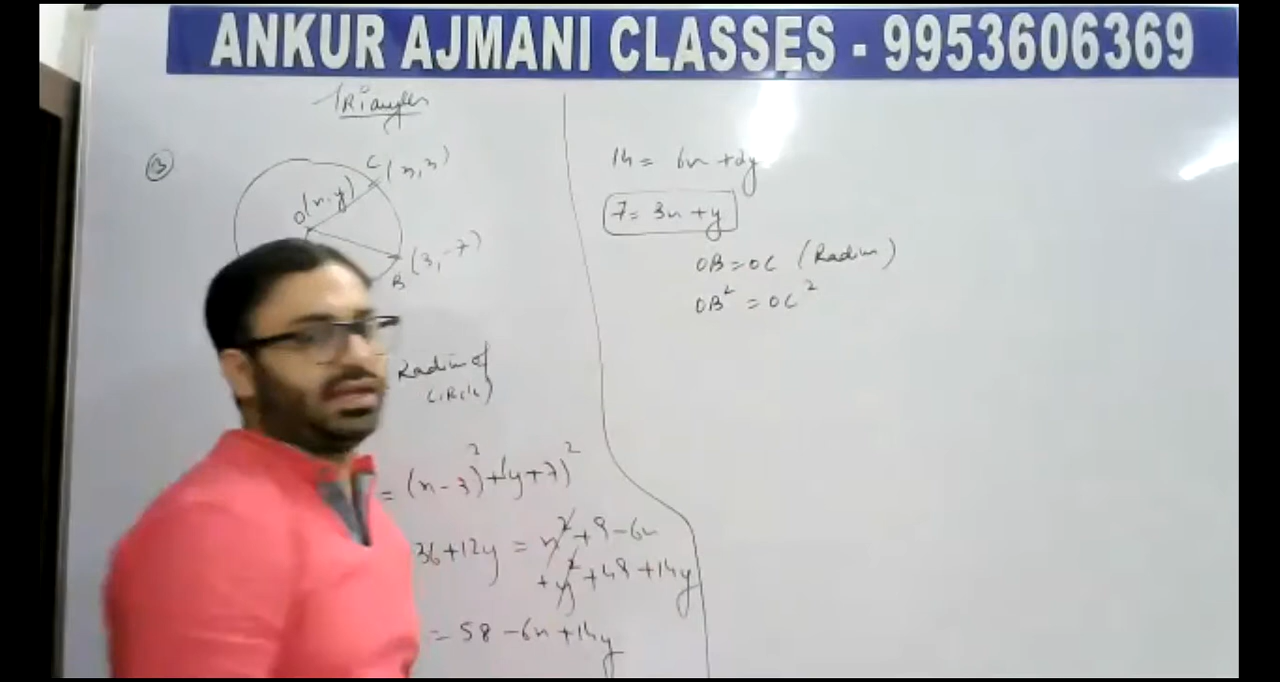 ANKUR AJMANI CLASSES - 9953606369
TRiangles
(3)
C (3,3)
O(x,y)
B (3,-7)
Radius of
CiRcle)
= (x-3)²+(y+7)²
36+12y = x²+9-6x
+y²+49+14y
= 58-6x+14y
14 = 6x+2y
7 = 3x+y
OB=OC (Radius)
OB² = OC²